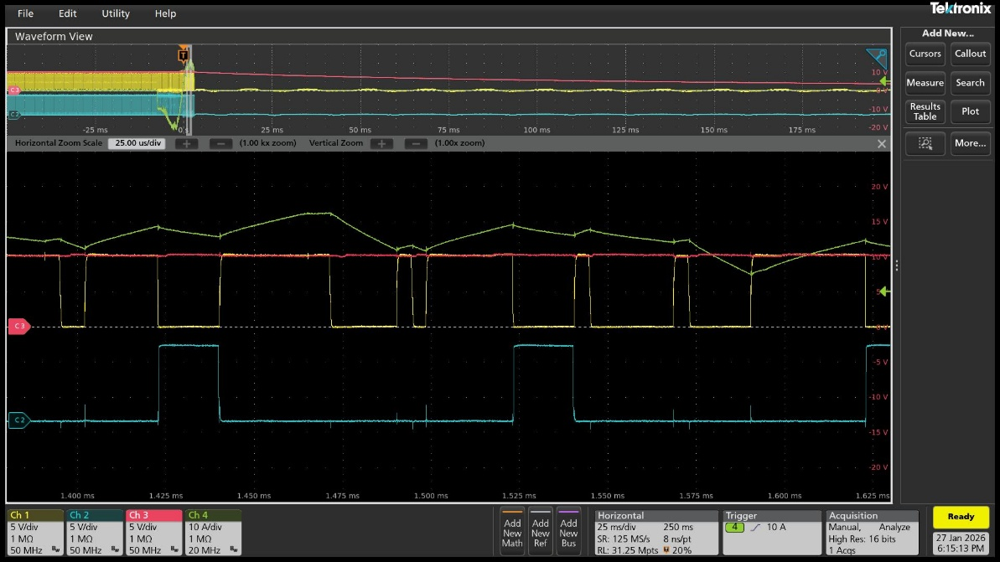 File Edit Utility Help
Tektronix
Waveform View
Add New...
Cursors Callout
Measure Search
Results Table Plot
More...
T
C3
C2
10 V
0 V
-10 V
-20 V
-25 ms 0 s 25 ms 50 ms 75 ms 100 ms 125 ms 150 ms 175 ms
Horizontal Zoom Scale 25.00 us/div + − (1.00 kx zoom) Vertical Zoom + − (1.00x zoom) ×
20 V
15 V
10 V
5 V
C3
0 V
-5 V
-10 V
C2
-15 V
-20 V
1.400 ms 1.425 ms 1.450 ms 1.475 ms 1.500 ms 1.525 ms 1.550 ms 1.575 ms 1.600 ms 1.625 ms
Ch 1
5 V/div
1 MΩ
50 MHz Bw
Ch 2
5 V/div
1 MΩ
50 MHz Bw
Ch 3
5 V/div
1 MΩ
50 MHz Bw
Ch 4
10 A/div
1 MΩ
20 MHz Bw
Add New Math
Add New Ref
Add New Bus
Horizontal
25 ms/div 250 ms
SR: 125 MS/s 8 ns/pt
RL: 31.25 Mpts T 20%
Trigger
4 10 A
Acquisition
Manual, Analyze
High Res: 16 bits
1 Acqs
Ready
27 Jan 2026
6:15:13 PM